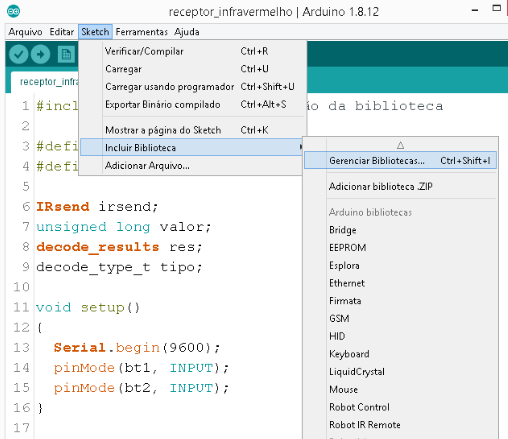 receptor_infravermelho | Arduino 1.8.12
Arquivo Editar Sketch Ferramentas Ajuda
Verificar/Compilar Ctrl+R
Carregar Ctrl+U
Carregar usando programador Ctrl+Shift+U
Exportar Binário compilado Ctrl+Alt+S
Mostrar a página do Sketch Ctrl+K
Incluir Biblioteca
Adicionar Arquivo...
Gerenciar Bibliotecas... Ctrl+Shift+I
Adicionar biblioteca .ZIP
Arduino bibliotecas
Bridge
EEPROM
Esplora
Ethernet
Firmata
GSM
HID
Keyboard
LiquidCrystal
Mouse
Robot Control
Robot IR Remote
receptor_infra
1 #incl ão da biblioteca
2
3 #defi
4 #defi
5
6 IRsend irsend;
7 unsigned long valor;
8 decode_results res;
9 decode_type_t tipo;
10
11 void setup()
12 {
13 Serial.begin(9600);
14 pinMode(bt1, INPUT);
15 pinMode(bt2, INPUT);
16 }
17